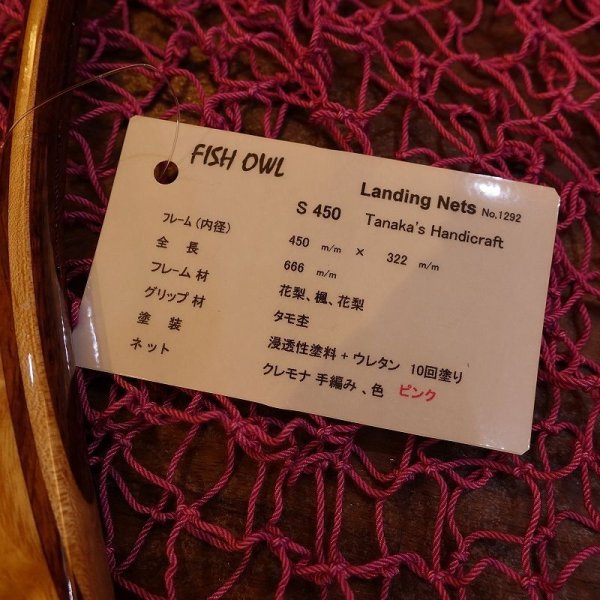 FISH OWL
Landing Nets No.1292
S 450 Tanaka's Handicraft
フレーム(内径) 450 m/m × 322 m/m
全長 666 m/m
フレーム材 花梨、楓、花梨
グリップ材 タモ杢
塗装 浸透性塗料 + ウレタン 10回塗り
ネット クレモナ 手編み 、色 ピンク